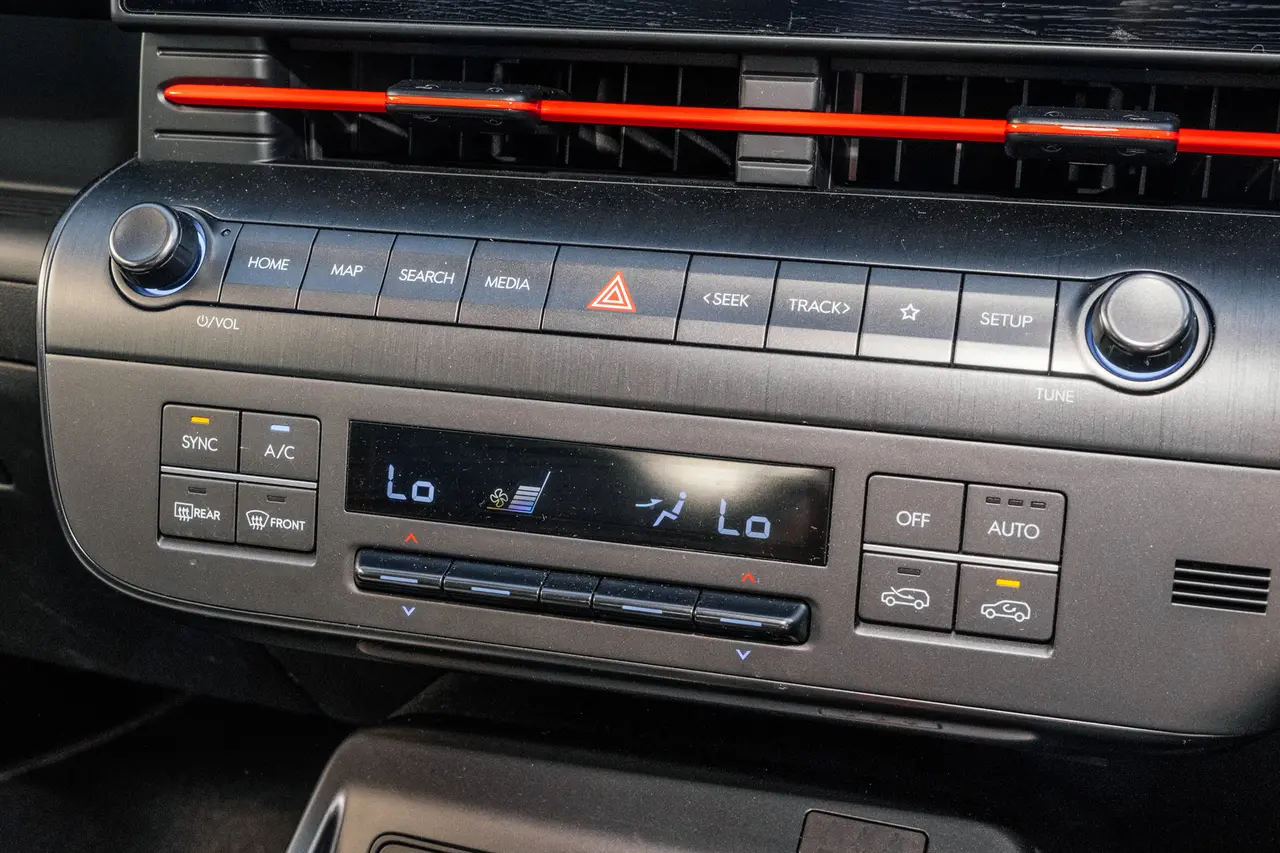 HOME
MAP
SEARCH
MEDIA
<SEEK
TRACK>
SETUP
/VOL
TUNE
SYNC
A/C
REAR
FRONT
Lo
Lo
OFF
AUTO